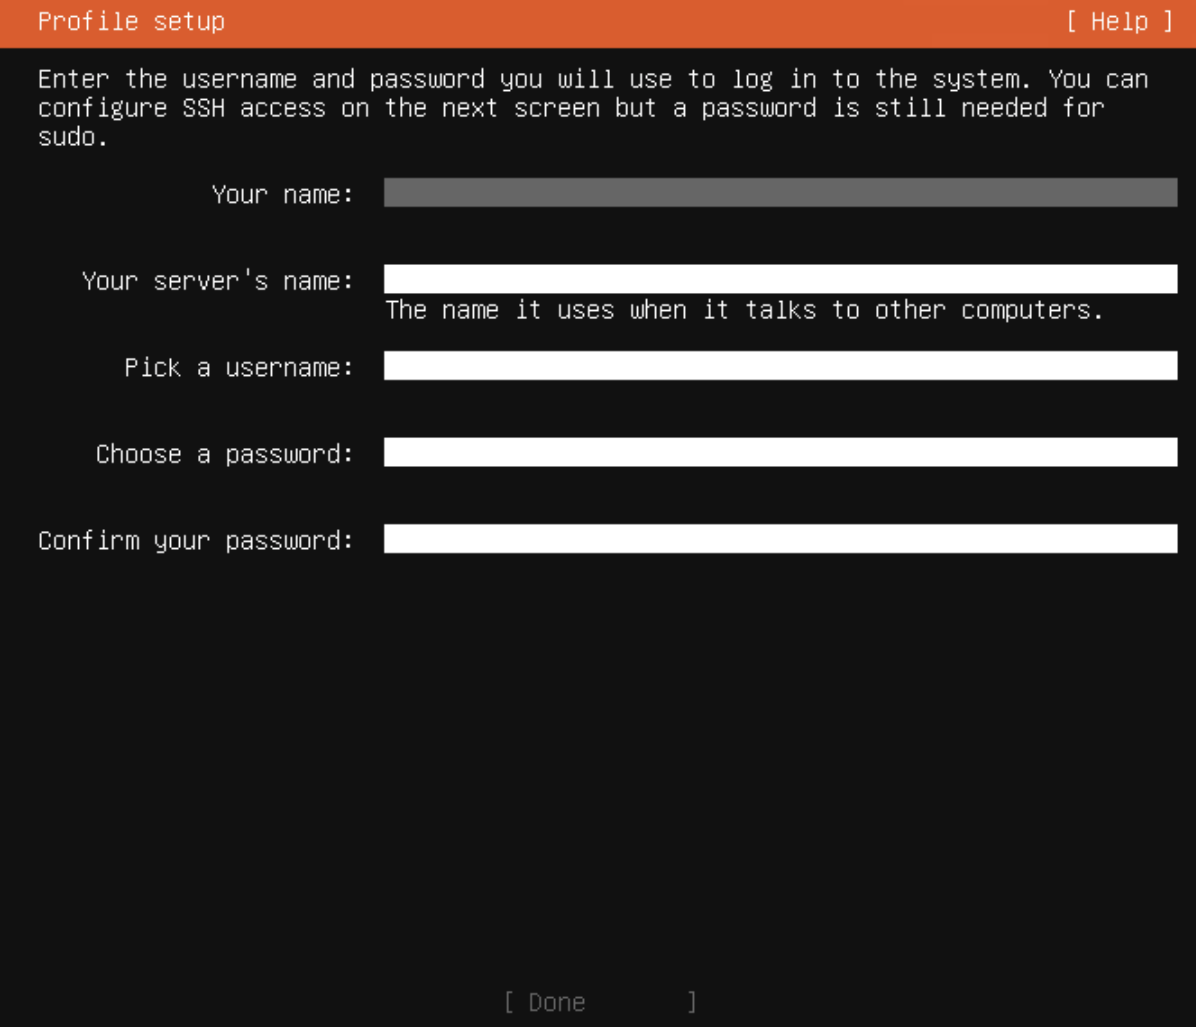 Profile setup [ Help ]
Enter the username and password you will use to log in to the system. You can
configure SSH access on the next screen but a password is still needed for
sudo.
Your name:
Your server's name:
The name it uses when it talks to other computers.
Pick a username:
Choose a password:
Confirm your password:
[ Done ]